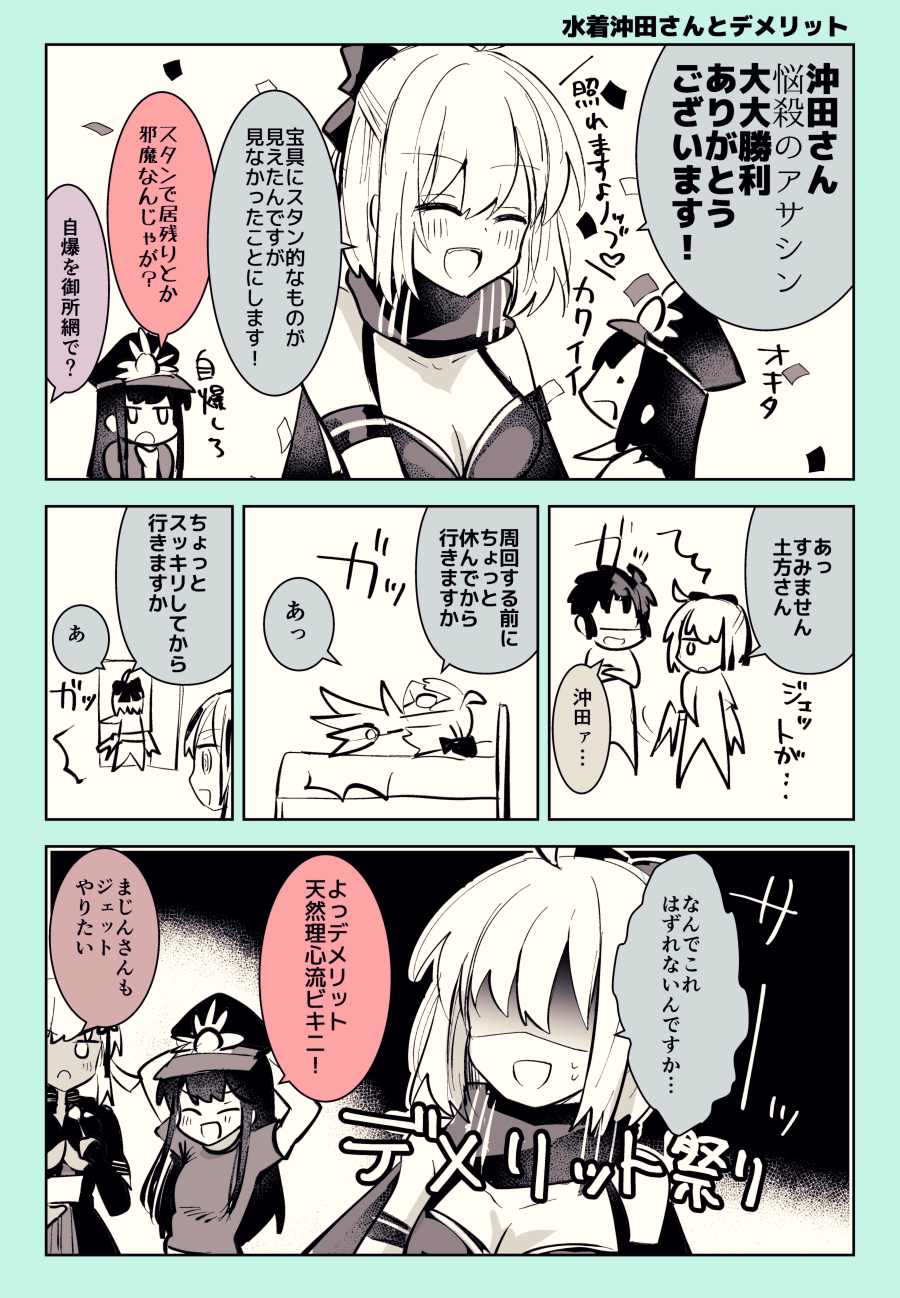 水着沖田さんとデメリット
沖田さん
悩殺のアサシン
大大勝利
ありがとう
ございます！
照れますよノッブ♡
カワイイ
オキタ
宝具にスタン的なものが
見えたんですが
見なかったことにします！
スタンで居残りとか
邪魔なんじゃが？
自爆しろ
自爆を御所網で？
あっ
すみません
土方さん
ジェットが…
沖田ァ…
周回する前に
ちょっと
休んでから
行きますか
ガッ
あっ
ちょっと
スッキリしてから
行きますか
あ
ガッ
なんでこれ
はずれないんですか…
よっデメリット
天然理心流ビキニ！
デメリット祭り
まじんさんも
ジェット
やりたい